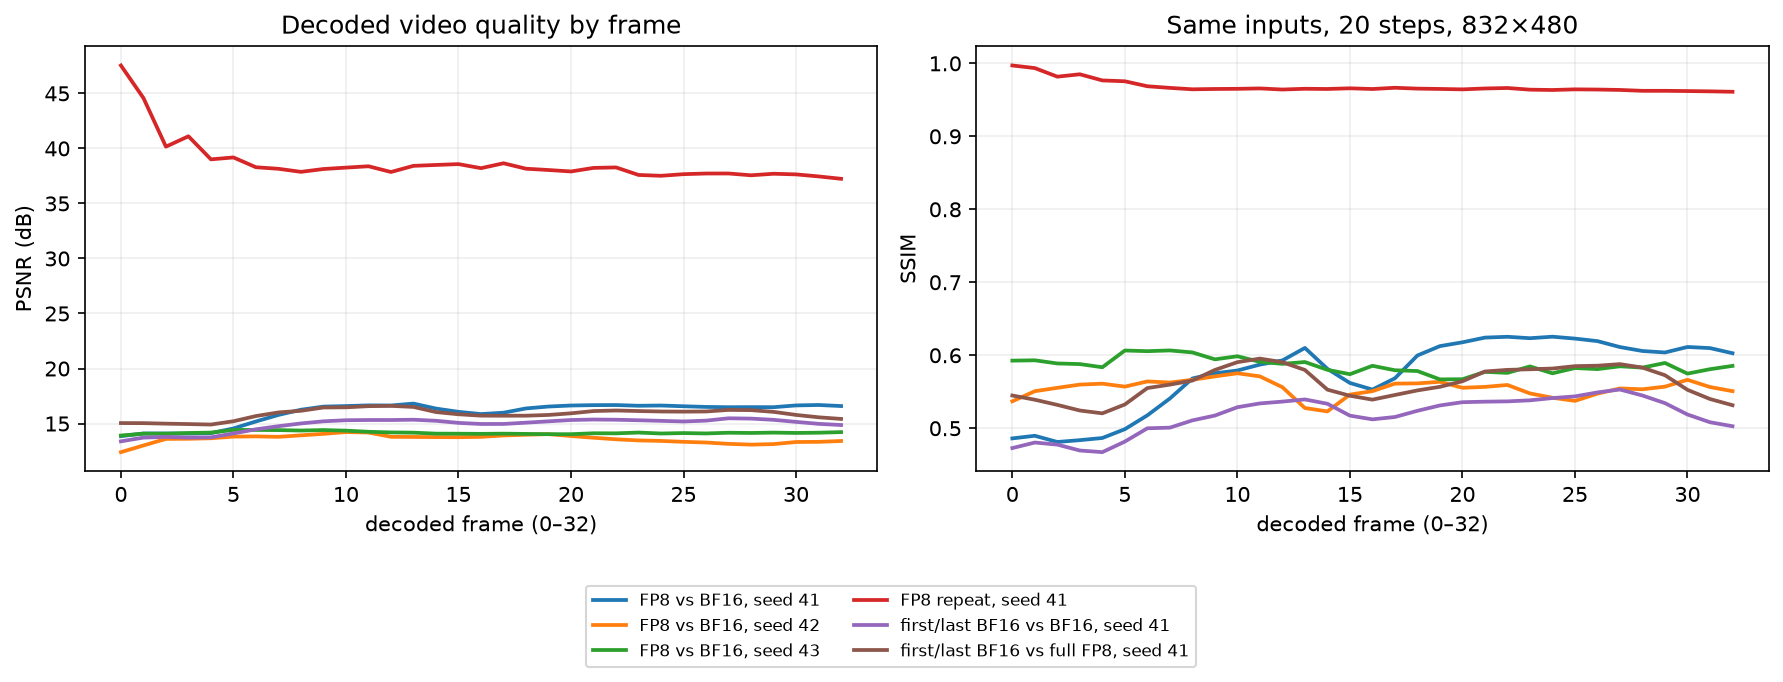 Decoded video quality by frame
PSNR (dB)
45
40
35
30
25
20
15
0 5 10 15 20 25 30
decoded frame (0–32)
Same inputs, 20 steps, 832×480
SSIM
1.0
0.9
0.8
0.7
0.6
0.5
0 5 10 15 20 25 30
decoded frame (0–32)
FP8 vs BF16, seed 41
FP8 vs BF16, seed 42
FP8 vs BF16, seed 43
FP8 repeat, seed 41
first/last BF16 vs BF16, seed 41
first/last BF16 vs full FP8, seed 41